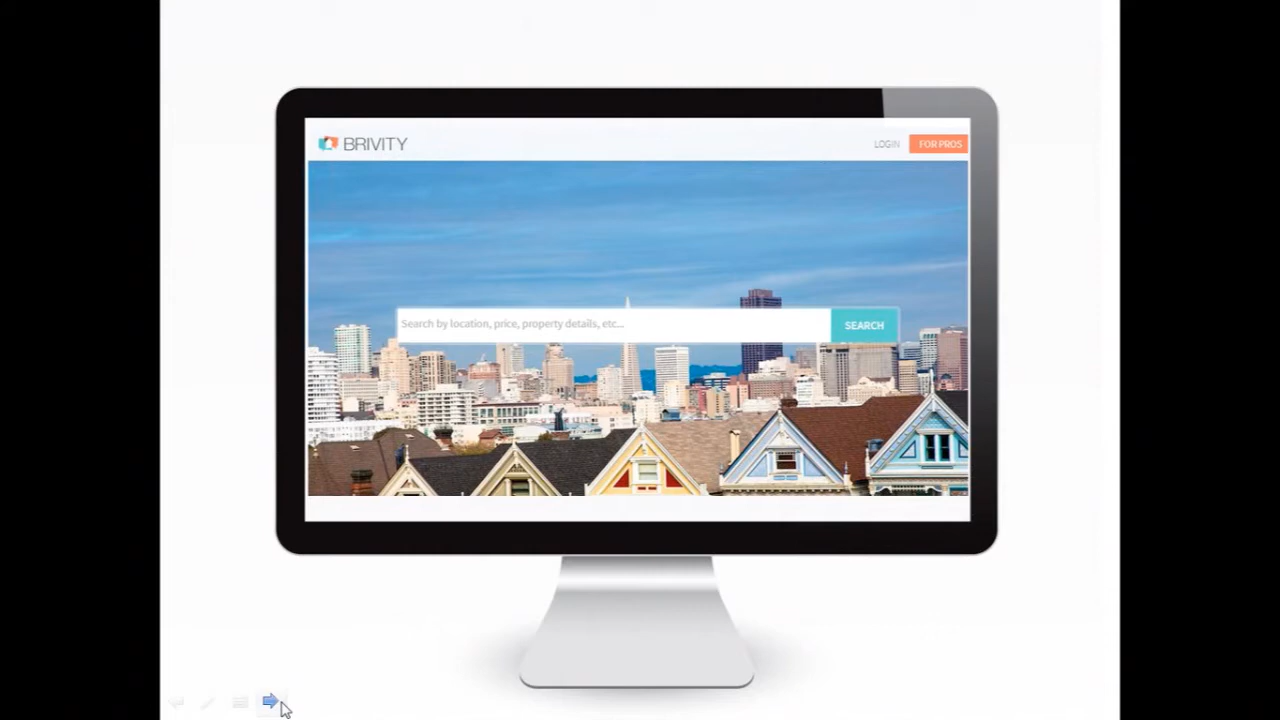 BRIVITY
LOGIN
FOR PROS
Search by location, price, property details, etc...
SEARCH